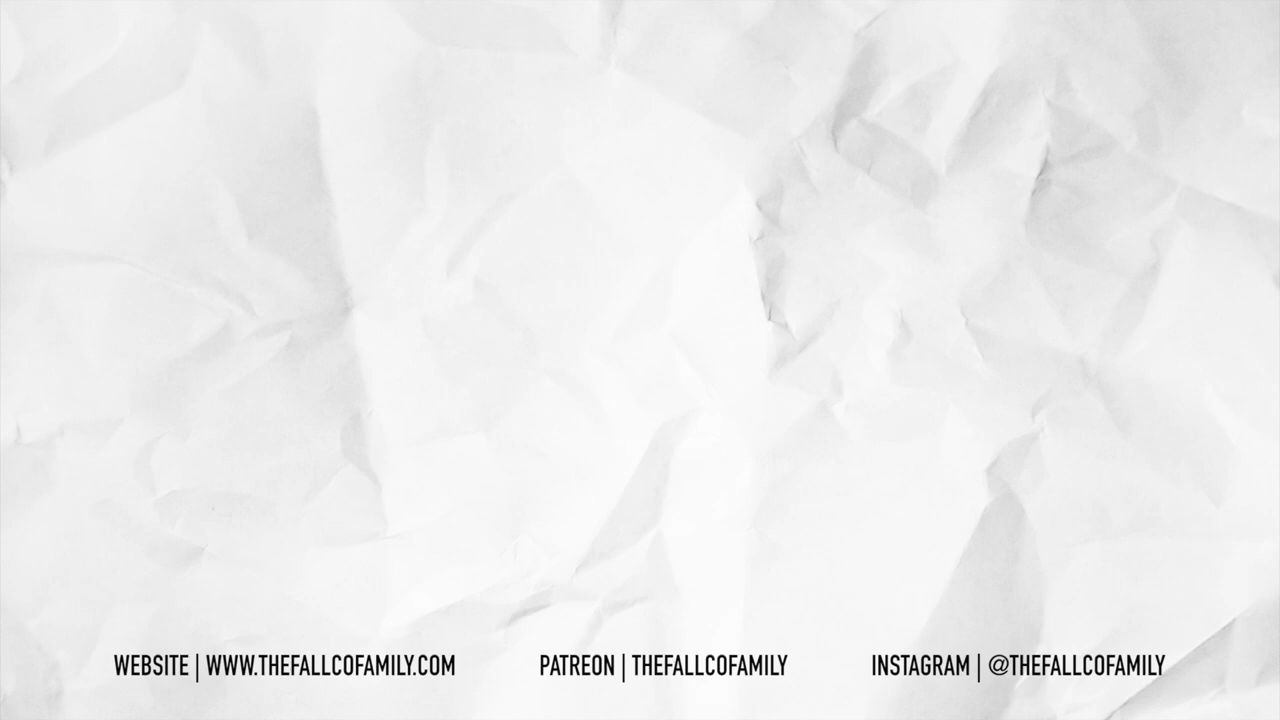 WEBSITE | WWW.THEFALLCOFAMILY.COM
PATREON | THEFALLCOFAMILY
INSTAGRAM | @THEFALLCOFAMILY